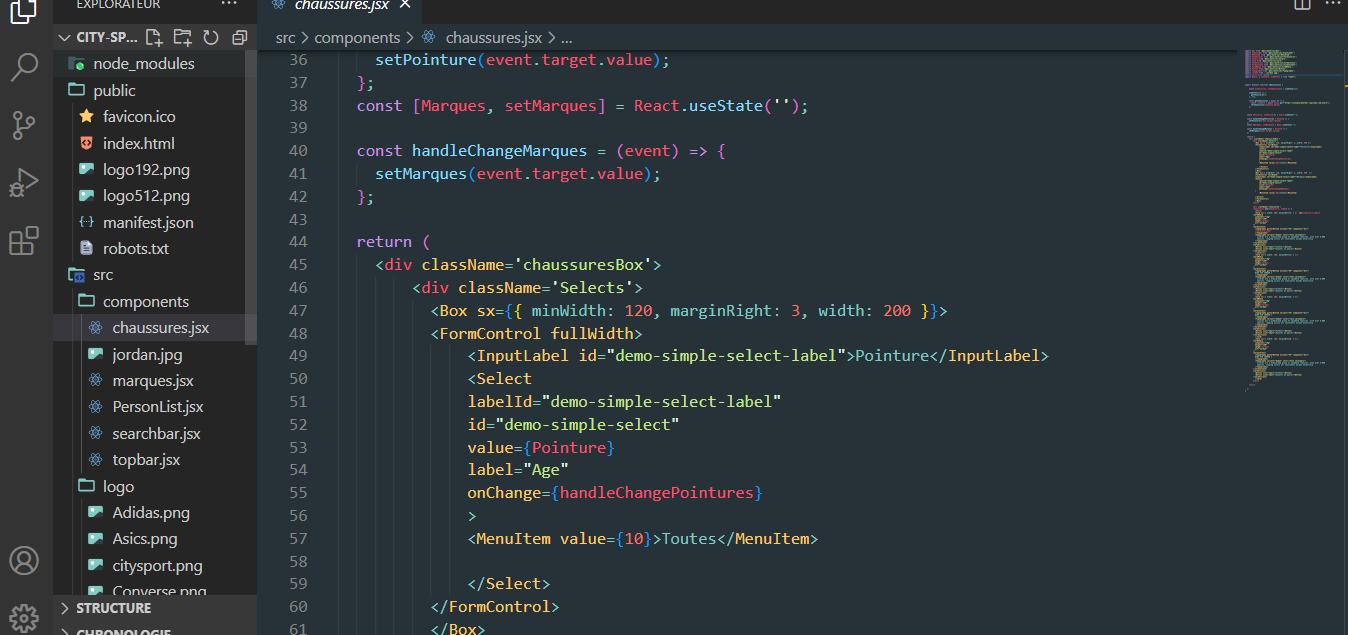 EXPLORATEUR
CITY-SP...
node_modules
public
favicon.ico
index.html
logo192.png
logo512.png
manifest.json
robots.txt
src
components
chaussures.jsx
jordan.jpg
marques.jsx
PersonList.jsx
searchbar.jsx
topbar.jsx
logo
Adidas.png
Asics.png
citysport.png
Converse.png
STRUCTURE
CHRONOLOGIE
chaussures.jsx
src > components > chaussures.jsx > ...
36 setPointure(event.target.value);
37 };
38 const [Marques, setMarques] = React.useState('');
39
40 const handleChangeMarques = (event) => {
41 setMarques(event.target.value);
42 };
43
44 return (
45 <div className='chaussuresBox'>
46 <div className='Selects'>
47 <Box sx={{ minWidth: 120, marginRight: 3, width: 200 }}>
48 <FormControl fullWidth>
49 <InputLabel id="demo-simple-select-label">Pointure</InputLabel>
50 <Select
51 labelId="demo-simple-select-label"
52 id="demo-simple-select"
53 value={Pointure}
54 label="Age"
55 onChange={handleChangePointures}
56 >
57 <MenuItem value={10}>Toutes</MenuItem>
58
59 </Select>
60 </FormControl>
61 </Box>